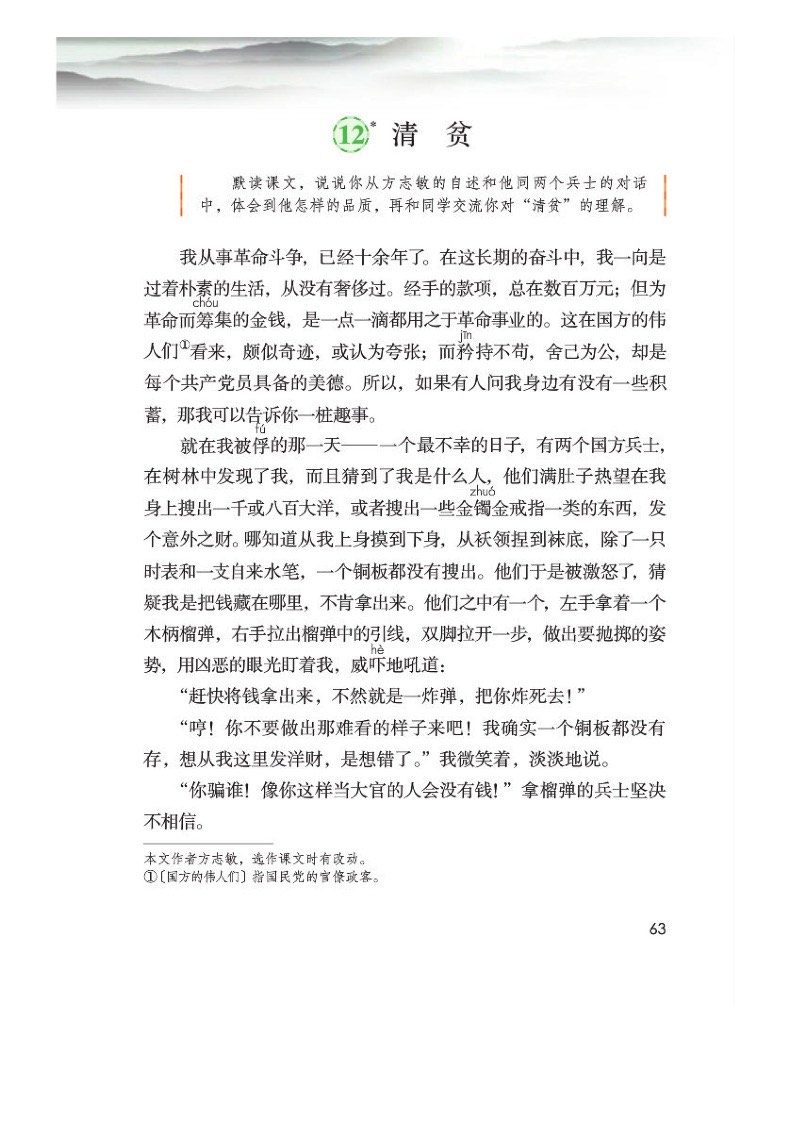 12* 清 贫
默读课文，说说你从方志敏的自述和他同两个兵士的对话
中，体会到他怎样的品质，再和同学交流你对“清贫”的理解。
我从事革命斗争，已经十余年了。在这长期的奋斗中，我一向是
过着朴素的生活，从没有奢侈过。经手的款项，总在数百万元；但为
chóu
革命而筹集的金钱，是一点一滴都用之于革命事业的。这在国方的伟
jīn
人们①看来，颇似奇迹，或认为夸张；而矜持不苟，舍己为公，却是
每个共产党员具备的美德。所以，如果有人问我身边有没有一些积
蓄，那我可以告诉你一桩趣事。
fú
就在我被俘的那一天——一个最不幸的日子，有两个国方兵士，
在树林中发现了我，而且猜到了我是什么人，他们满肚子热望在我
zhuó
身上搜出一千或八百大洋，或者搜出一些金镯金戒指一类的东西，发
个意外之财。哪知道从我上身摸到下身，从袄领捏到袜底，除了一只
时表和一支自来水笔，一个铜板都没有搜出。他们于是被激怒了，猜
疑我是把钱藏在哪里，不肯拿出来。他们之中有一个，左手拿着一个
木柄榴弹，右手拉出榴弹中的引线，双脚拉开一步，做出要抛掷的姿
hè
势，用凶恶的眼光盯着我，威吓地吼道：
“赶快将钱拿出来，不然就是一炸弹，把你炸死去！”
“哼！你不要做出那难看的样子来吧！我确实一个铜板都没有
存，想从我这里发洋财，是想错了。”我微笑着，淡淡地说。
“你骗谁！像你这样当大官的人会没有钱！”拿榴弹的兵士坚决
不相信。
本文作者方志敏，选作课文时有改动。
①〔国方的伟人们〕指国民党的官僚政客。
63